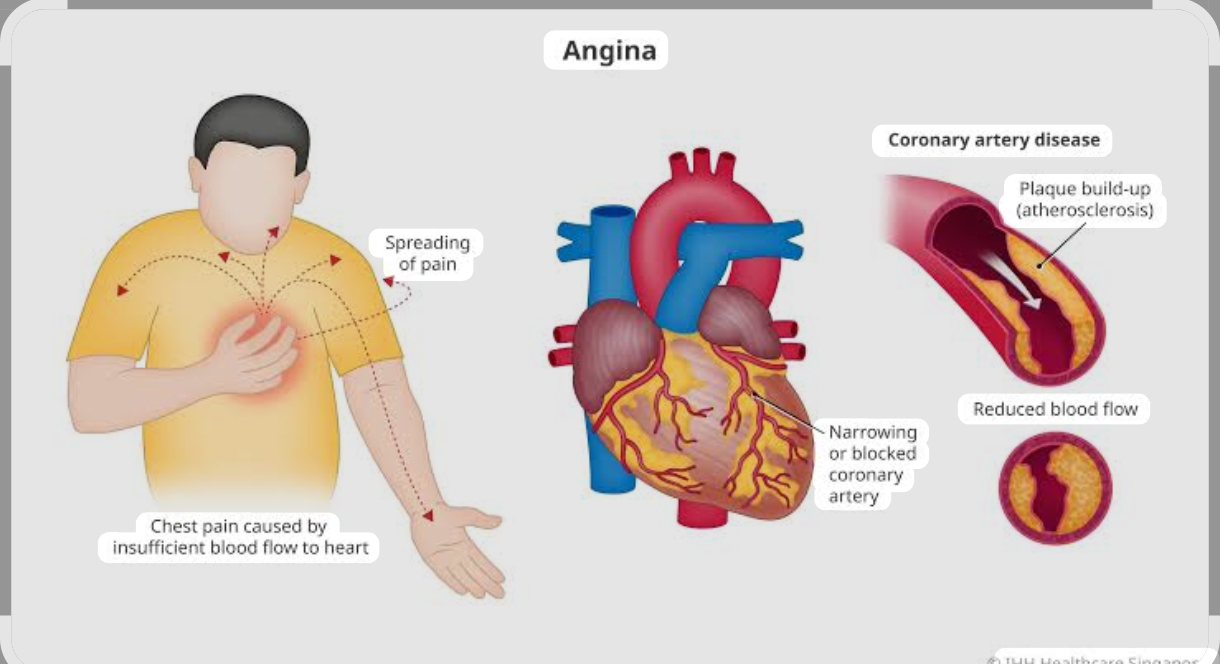 Angina
Coronary artery disease
Plaque build-up
(atherosclerosis)
Spreading
of pain
Reduced blood flow
Narrowing
or blocked
coronary
artery
Chest pain caused by
insufficient blood flow to heart
© IHH Healthcare